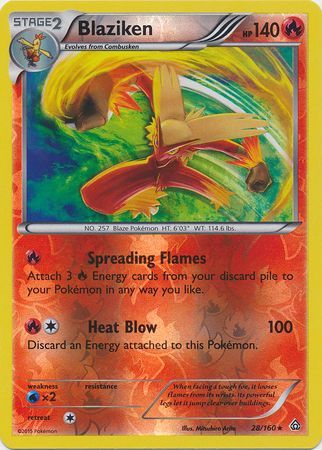 STAGE2
Blaziken
HP 140
Evolves from Combusken
NO. 257 Blaze Pokémon HT: 6'03" WT: 114.6 lbs.
Spreading Flames
Attach 3 Energy cards from your discard pile to
your Pokémon in any way you like.
Heat Blow 100
Discard an Energy attached to this Pokémon.
weakness resistance
×2
retreat
When facing a tough foe, it looses
flames from its wrists. Its powerful
legs let it jump clear over buildings.
©2015 Pokémon
Illus. Mitsuhiro Arita
28/160